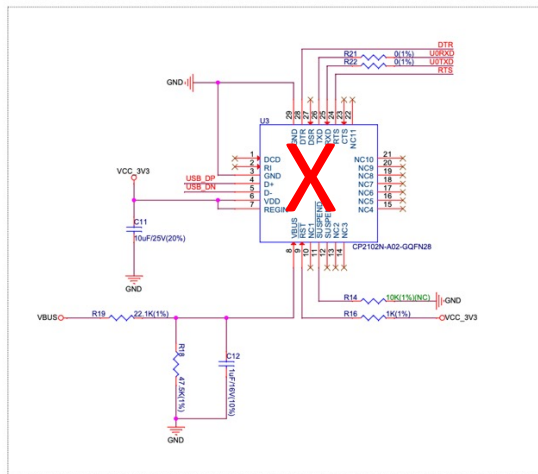 DTR
R21 0(1%) U0RXD
R22 0(1%) U0TXD
RTS
GND
29 28 27 26 25 24 23 22
U3
GND DTR DSR TXD RXD RTS CTS NC11
1 DCD NC10 21
2 RI NC9 20
3 GND NC8 19
USB_DP 4 D+ NC7 18
USB_DN 5 D- NC6 17
6 VDD NC5 16
7 REGIN NC4 15
VCC_3V3
C11
10uF/25V(20%)
GND
VBUS RST NC1 SUSPEND SUSPE NC2 NC3
8 9 10 11 12 13 14
CP2102N-A02-GQFN28
R14 10K(1%)(NC) GND
R16 1K(1%) VCC_3V3
VBUS R19 22.1K(1%)
R18
47.5K(1%)
C12
1uF/16V(10%)
GND
X